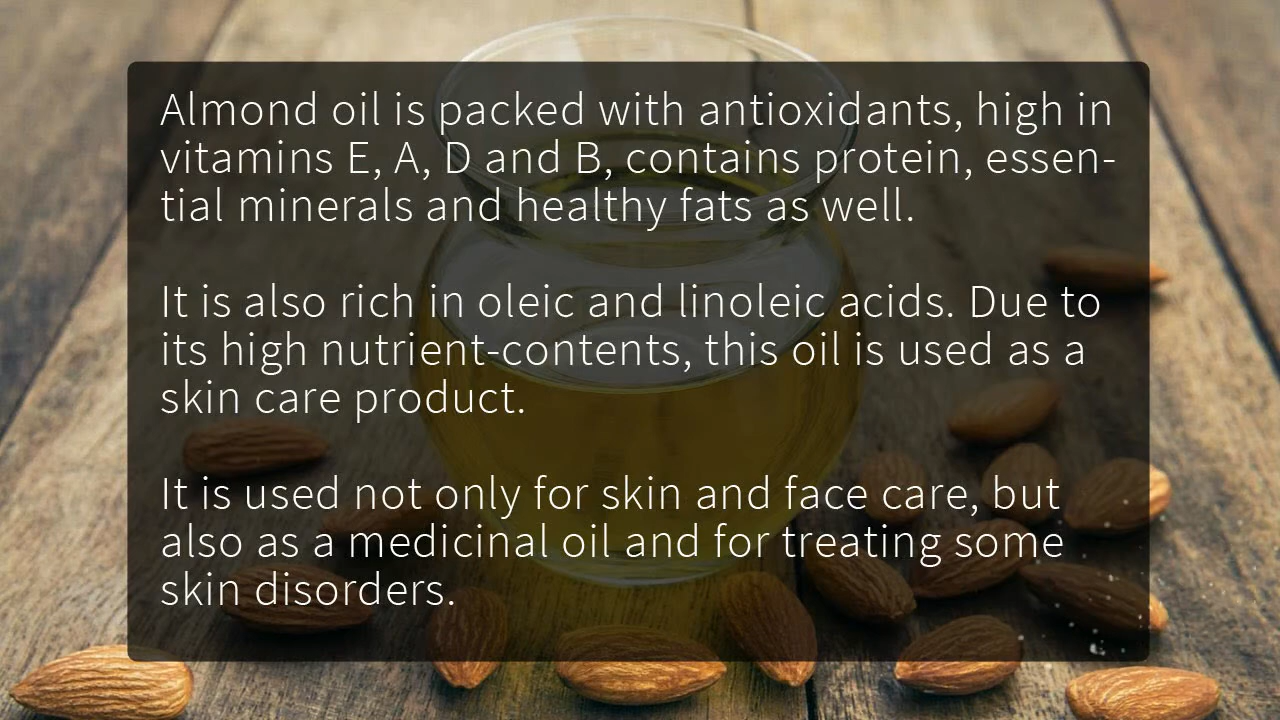 Almond oil is packed with antioxidants, high in
vitamins E, A, D and B, contains protein, essen-
tial minerals and healthy fats as well.
It is also rich in oleic and linoleic acids. Due to
its high nutrient-contents, this oil is used as a
skin care product.
It is used not only for skin and face care, but
also as a medicinal oil and for treating some
skin disorders.